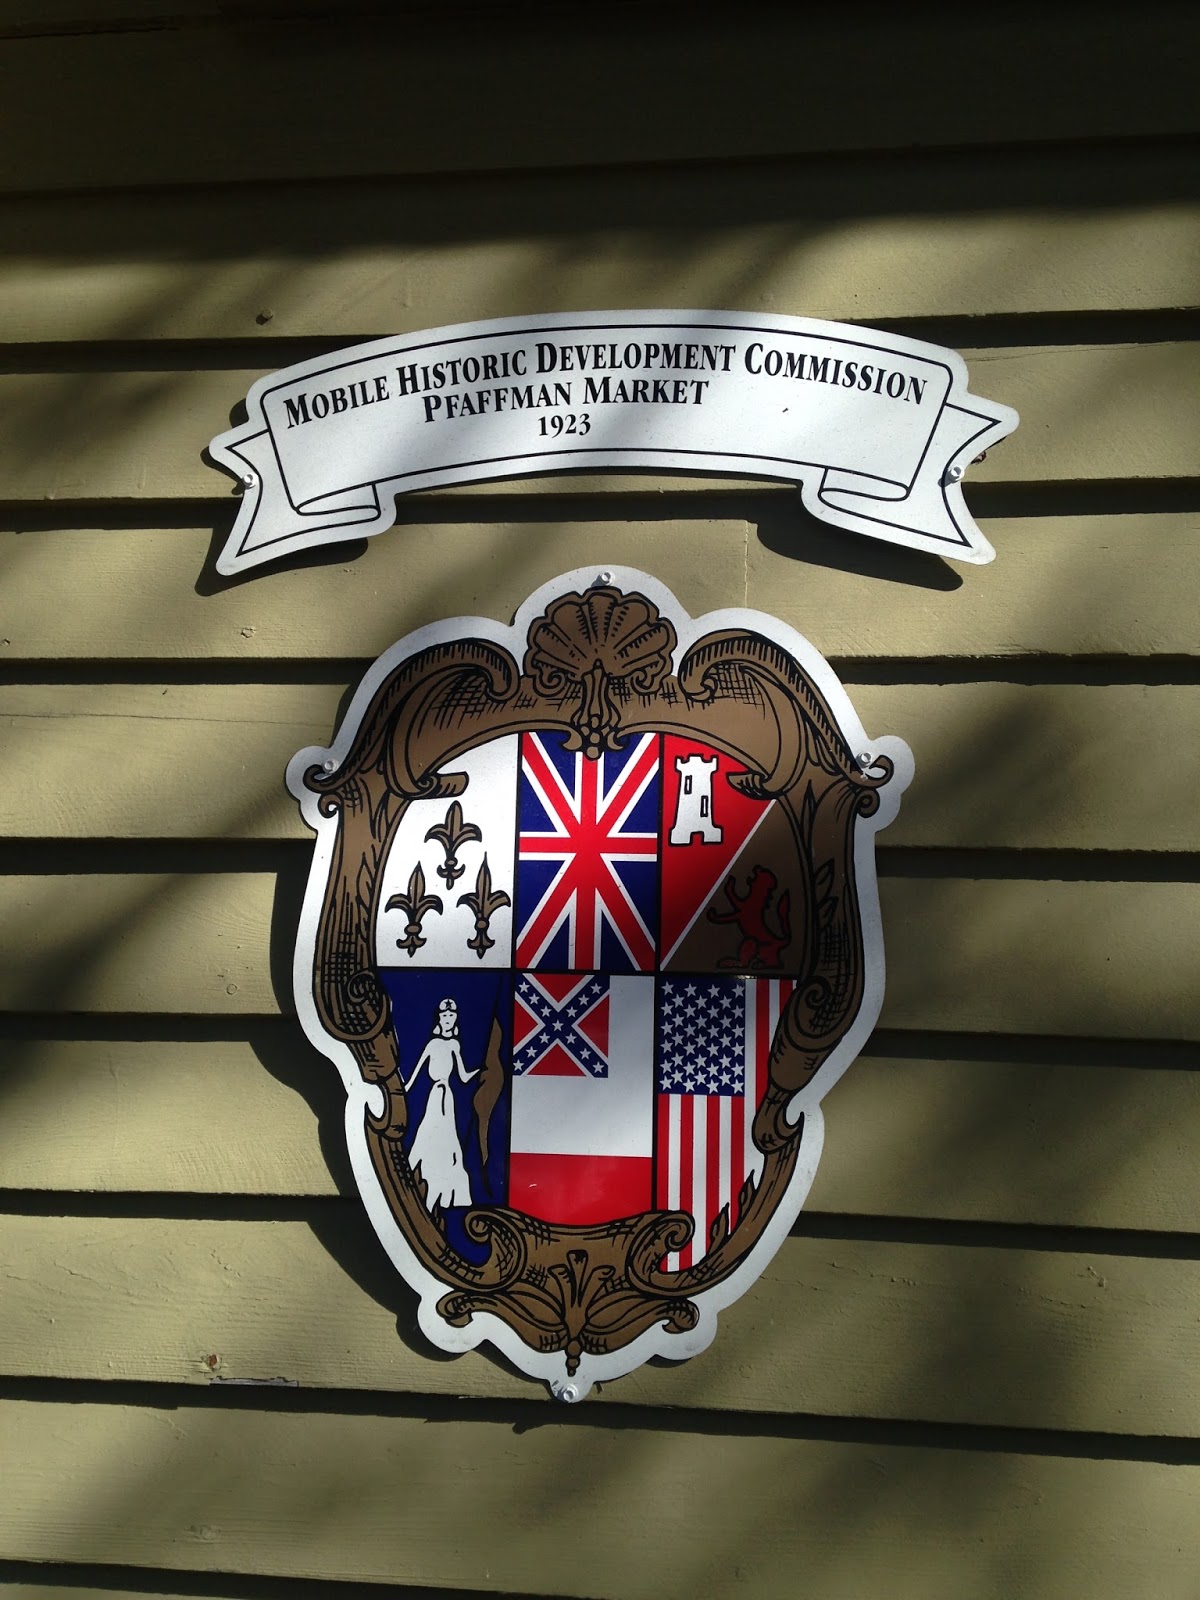 Mobile Historic Development Commission
Pfaffman Market
1923